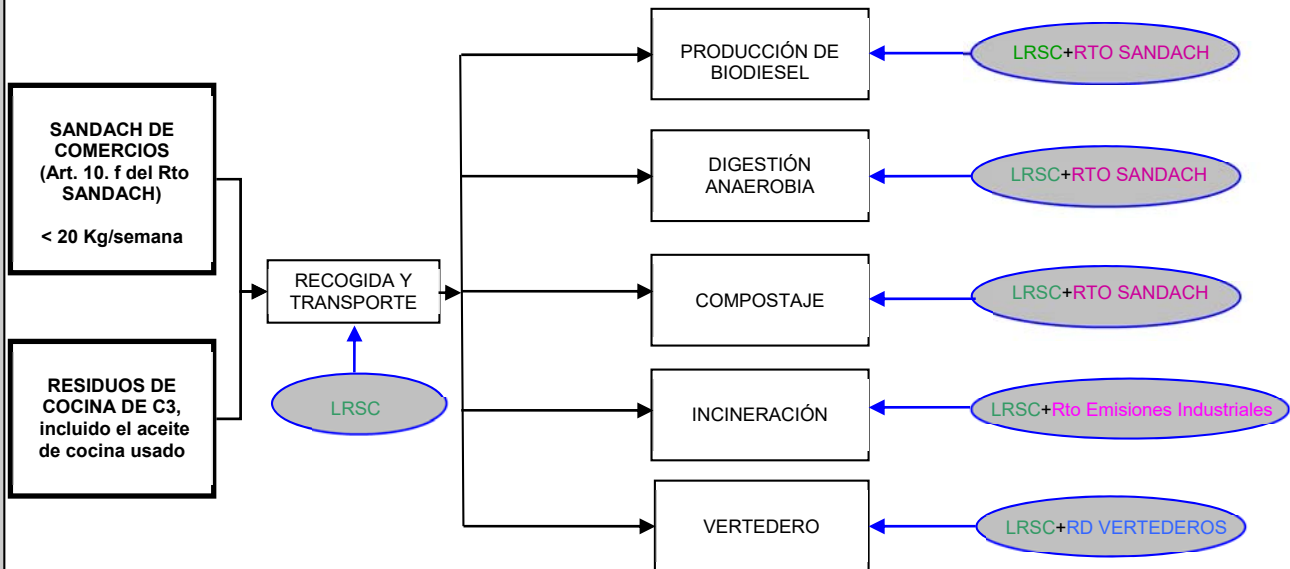 SANDACH DE
COMERCIOS
(Art. 10. f del Rto
SANDACH)
< 20 Kg/semana
RESIDUOS DE
COCINA DE C3,
incluido el aceite
de cocina usado
RECOGIDA Y
TRANSPORTE
LRSC
PRODUCCIÓN DE
BIODIESEL
LRSC+RTO SANDACH
DIGESTIÓN
ANAEROBIA
LRSC+RTO SANDACH
COMPOSTAJE
LRSC+RTO SANDACH
INCINERACIÓN
LRSC+Rto Emisiones Industriales
VERTEDERO
LRSC+RD VERTEDEROS